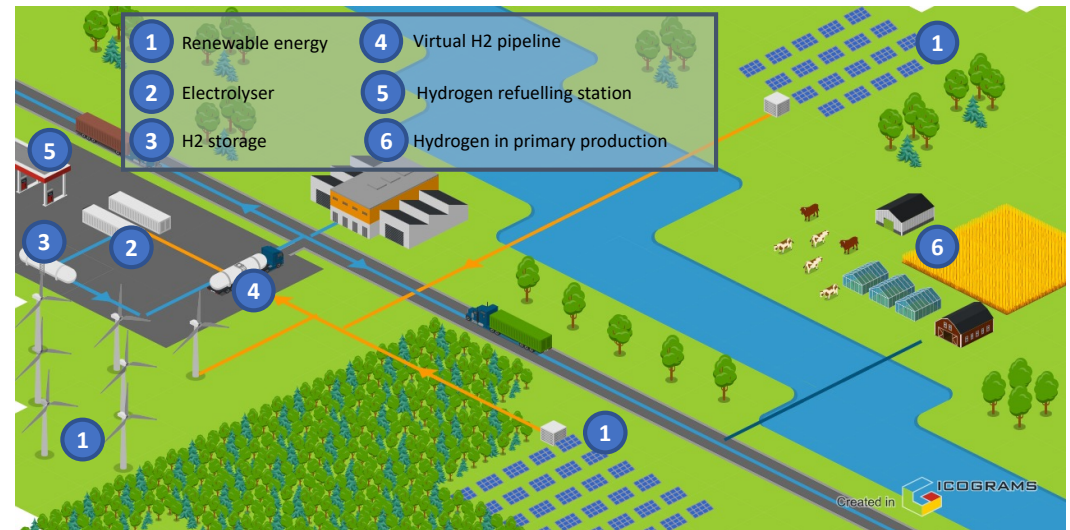 1 Renewable energy
4 Virtual H2 pipeline
2 Electrolyser
5 Hydrogen refuelling station
3 H2 storage
6 Hydrogen in primary production
1
5
3
2
4
6
1
1
Created in ICOGRAMS